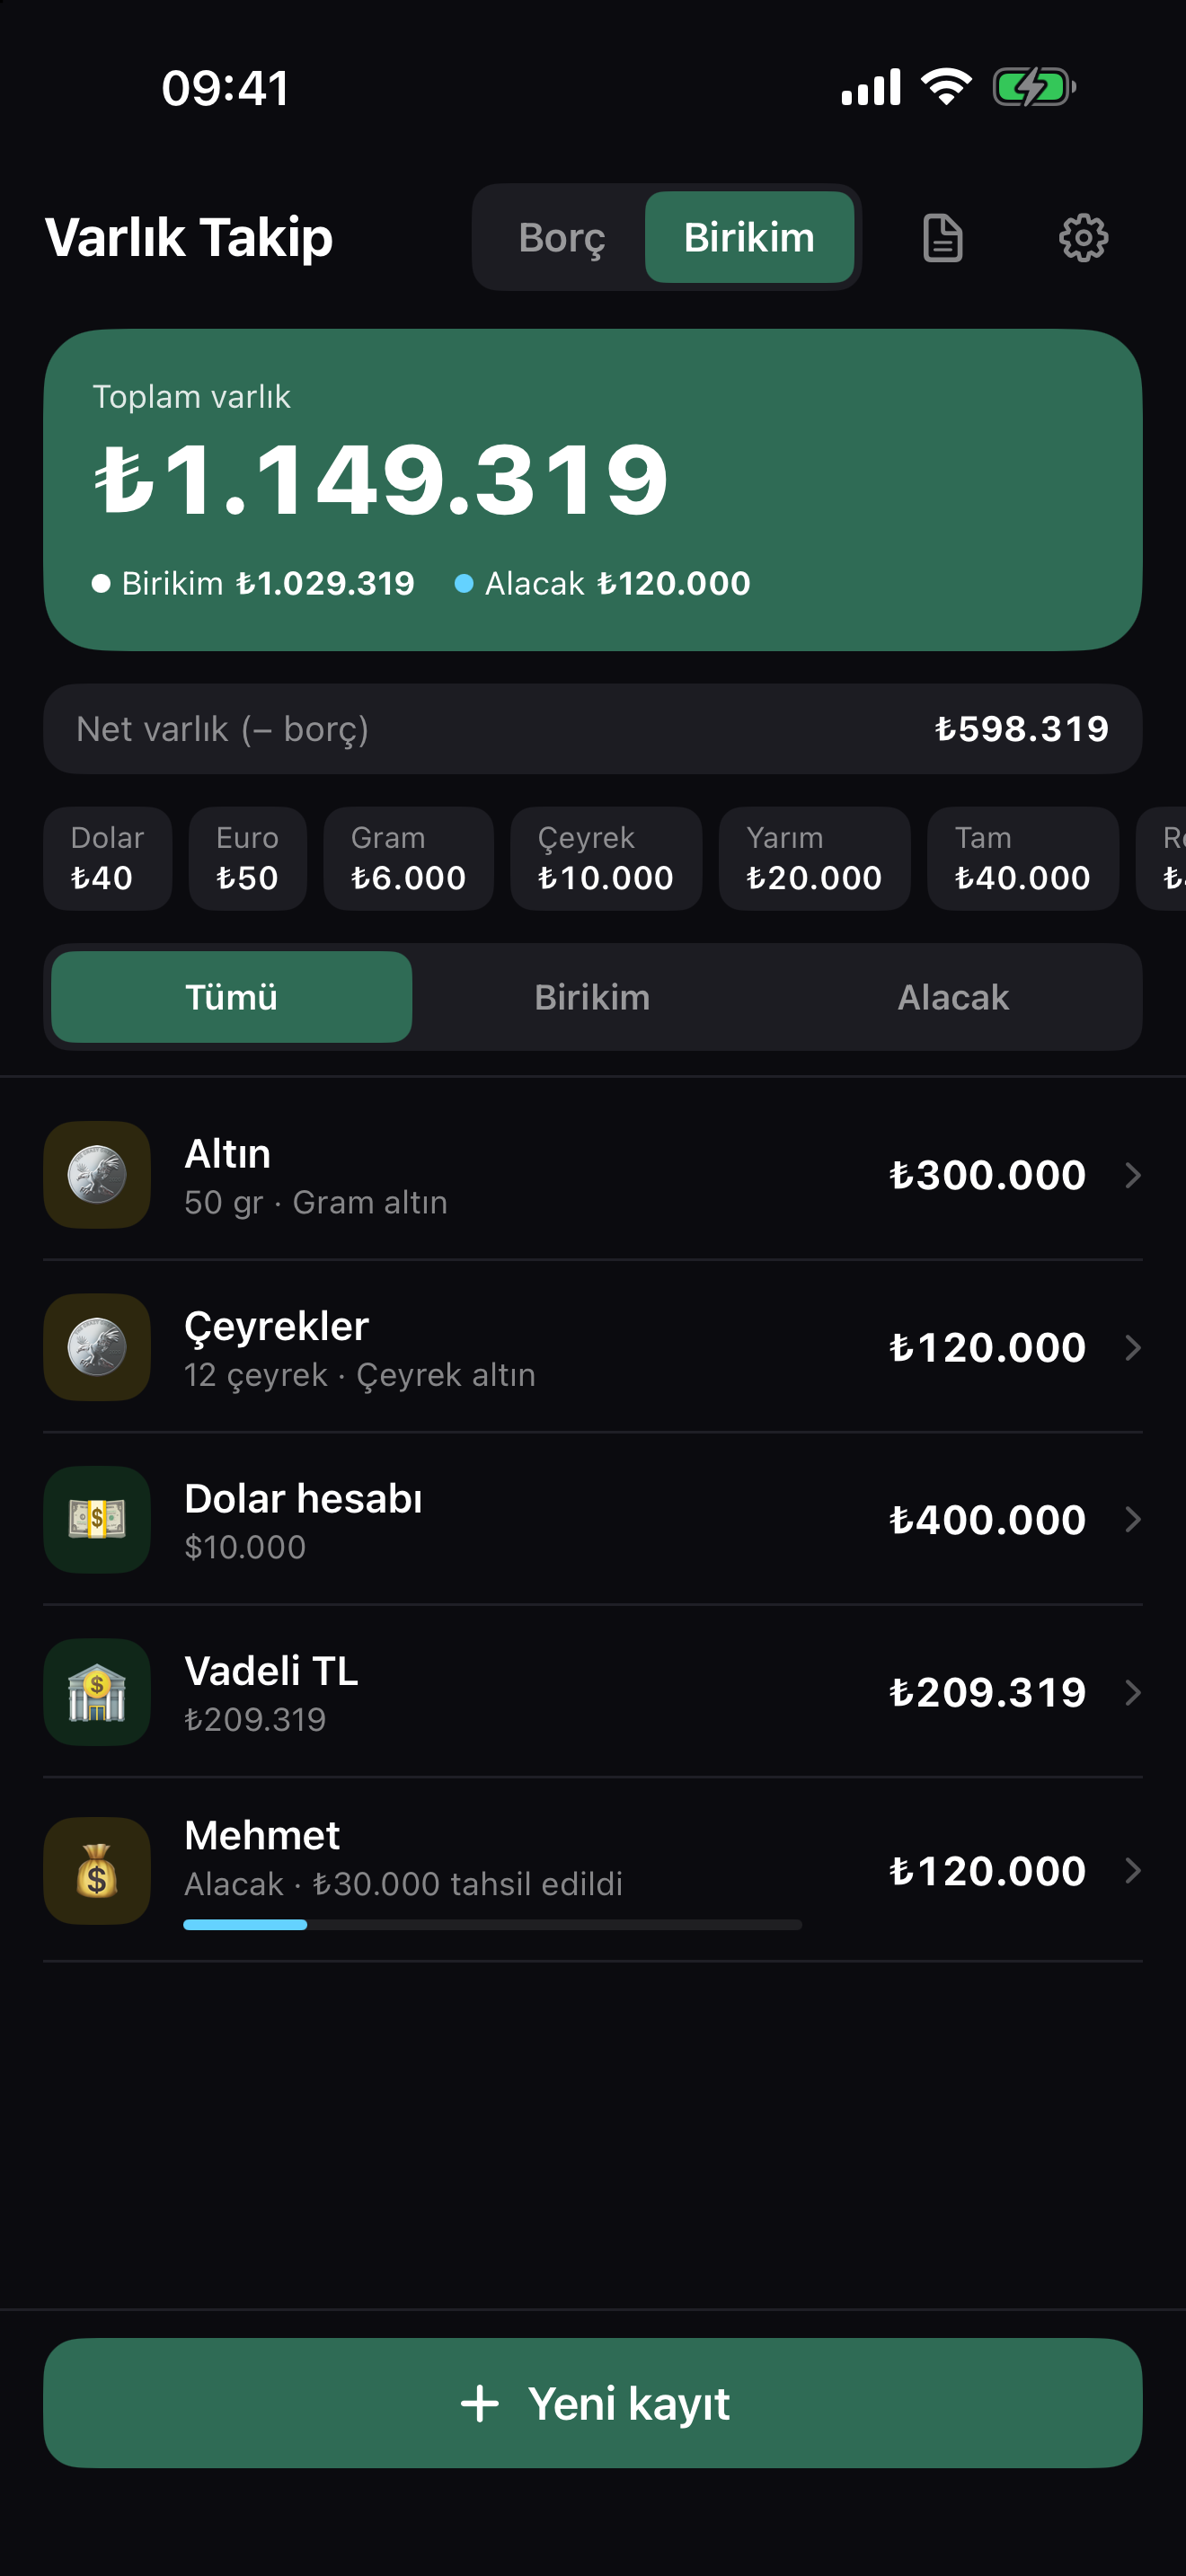 09:41
Varlık Takip
Borç
Birikim
Toplam varlık
₺1.149.319
Birikim ₺1.029.319
Alacak ₺120.000
Net varlık (– borç)
₺598.319
Dolar
₺40
Euro
₺50
Gram
₺6.000
Çeyrek
₺10.000
Yarım
₺20.000
Tam
₺40.000
Tümü
Birikim
Alacak
Altın
50 gr · Gram altın
₺300.000
Çeyrekler
12 çeyrek · Çeyrek altın
₺120.000
Dolar hesabı
$10.000
₺400.000
Vadeli TL
₺209.319
₺209.319
Mehmet
Alacak · ₺30.000 tahsil edildi
₺120.000
+ Yeni kayıt